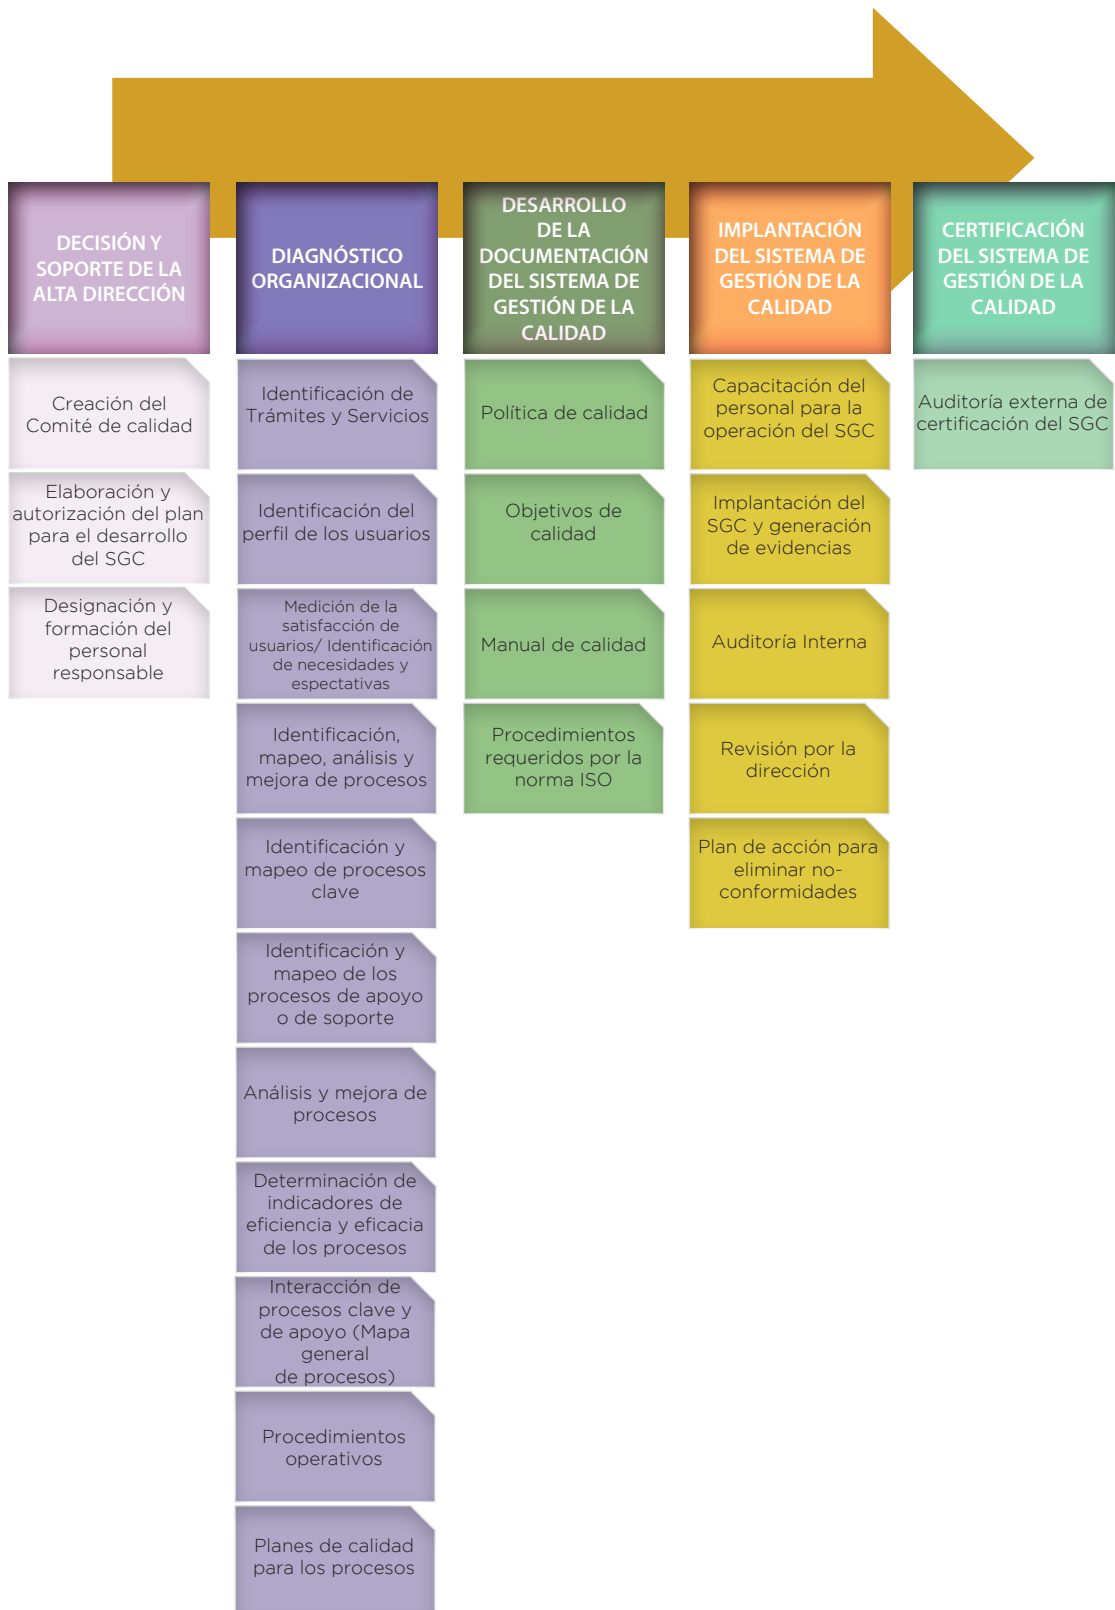 DECISIÓN Y
SOPORTE DE LA
ALTA DIRECCIÓN
Creación del
Comité de calidad
Elaboración y
autorización del plan
para el desarrollo
del SGC
Designación y
formación del
personal
responsable
DIAGNÓSTICO
ORGANIZACIONAL
Identificación de
Trámites y Servicios
Identificación del
perfil de los usuarios
Medición de la
satisfacción de
usuarios/ Identificación
de necesidades y
espectativas
Identificación,
mapeo, análisis y
mejora de procesos
Identificación y
mapeo de procesos
clave
Identificación y
mapeo de los
procesos de apoyo
o de soporte
Análisis y mejora de
procesos
Determinación de
indicadores de
eficiencia y eficacia
de los procesos
Interacción de
procesos clave y
de apoyo (Mapa
general
de procesos)
Procedimientos
operativos
Planes de calidad
para los procesos
DESARROLLO
DE LA
DOCUMENTACIÓN
DEL SISTEMA DE
GESTIÓN DE LA
CALIDAD
Política de calidad
Objetivos de
calidad
Manual de calidad
Procedimientos
requeridos por la
norma ISO
IMPLANTACIÓN
DEL SISTEMA DE
GESTIÓN DE LA
CALIDAD
Capacitación del
personal para la
operación del SGC
Implantación del
SGC y generación
de evidencias
Auditoría Interna
Revisión por la
dirección
Plan de acción para
eliminar no-
conformidades
CERTIFICACIÓN
DEL SISTEMA DE
GESTIÓN DE LA
CALIDAD
Auditoría externa de
certificación del SGC